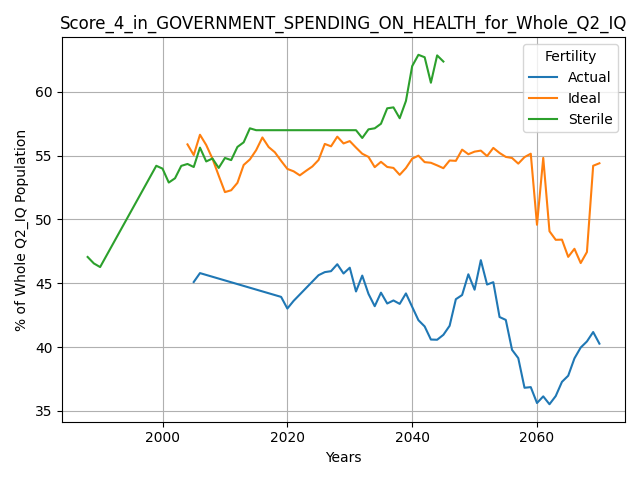 Score_4_in_GOVERNMENT_SPENDING_ON_HEALTH_for_Whole_Q2_IQ
Fertility
Actual
Ideal
Sterile
% of Whole Q2_IQ Population
60
55
50
45
40
35
2000
2020
2040
2060
Years